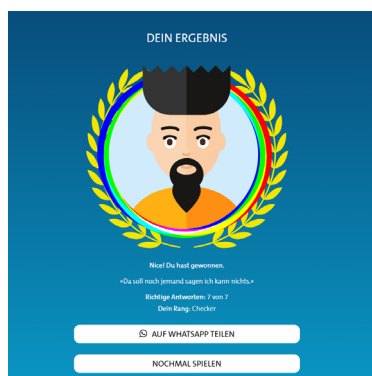 DEIN ERGEBNIS
Nice! Du hast gewonnen.
«Da soll noch jemand sagen ich kann nichts.»
Richtige Antworten: 7 von 7
Dein Rang: Checker
AUF WHATSAPP TEILEN
NOCHMAL SPIELEN